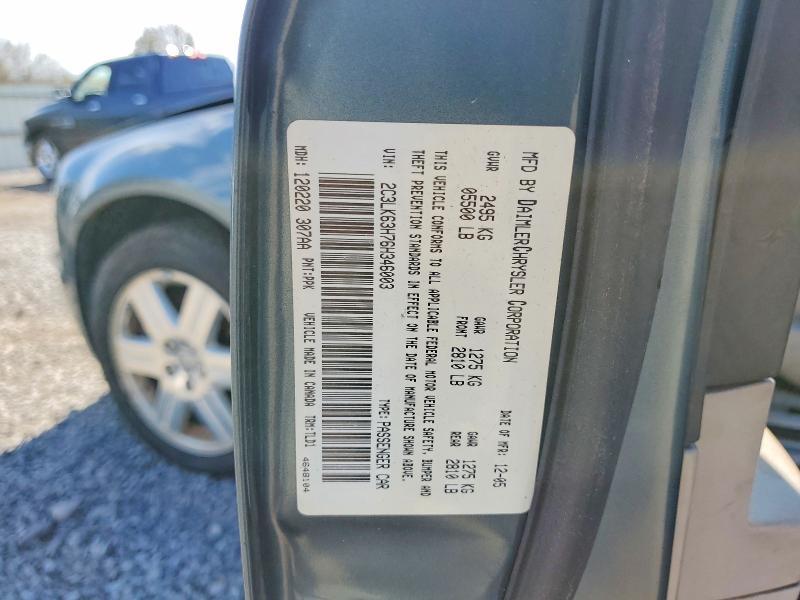 MFD BY DAIMLERCHRYSLER CORPORATION
DATE OF MFR: 12-05
GVWR 2495 KG
05500 LB
GAWR FRONT 1275 KG
2810 LB
GAWR REAR 1275 KG
2810 LB
THIS VEHICLE CONFORMS TO ALL APPLICABLE FEDERAL MOTOR VEHICLE SAFETY, BUMPER AND
THEFT PREVENTION STANDARDS IN EFFECT ON THE DATE OF MANUFACTURE SHOWN ABOVE.
VIN: 2C3LK63H76H346003 TYPE: PASSENGER CAR
MDH: 120220 307AA PNT:PPK VEHICLE MADE IN CANADA TRM:TLD1 4648104